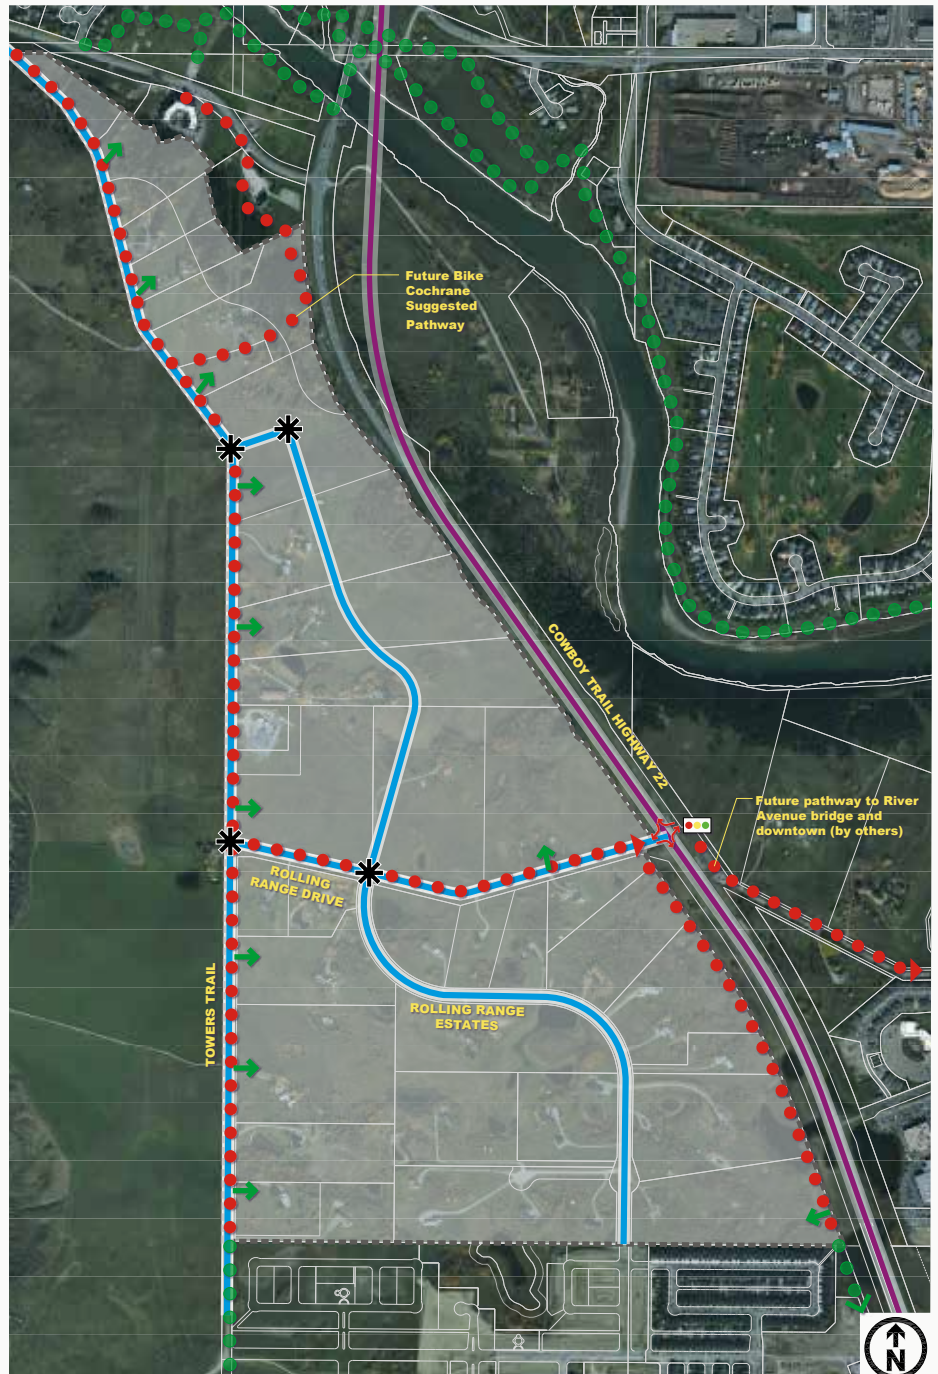 Future Bike
Cochrane
Suggested
Pathway
COWBOY TRAIL HIGHWAY 22
Future pathway to River
Avenue bridge and
downtown (by others)
ROLLING
RANGE DRIVE
TOWERS TRAIL
ROLLING RANGE
ESTATES
N